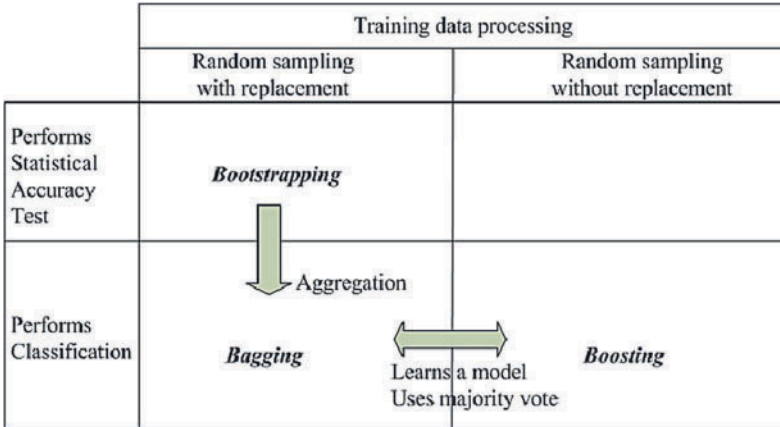 Training data processing
Random sampling
with replacement
Random sampling
without replacement
Performs
Statistical
Accuracy
Test
Bootstrapping
Aggregation
Performs
Classification
Bagging
Boosting
Learns a model
Uses majority vote